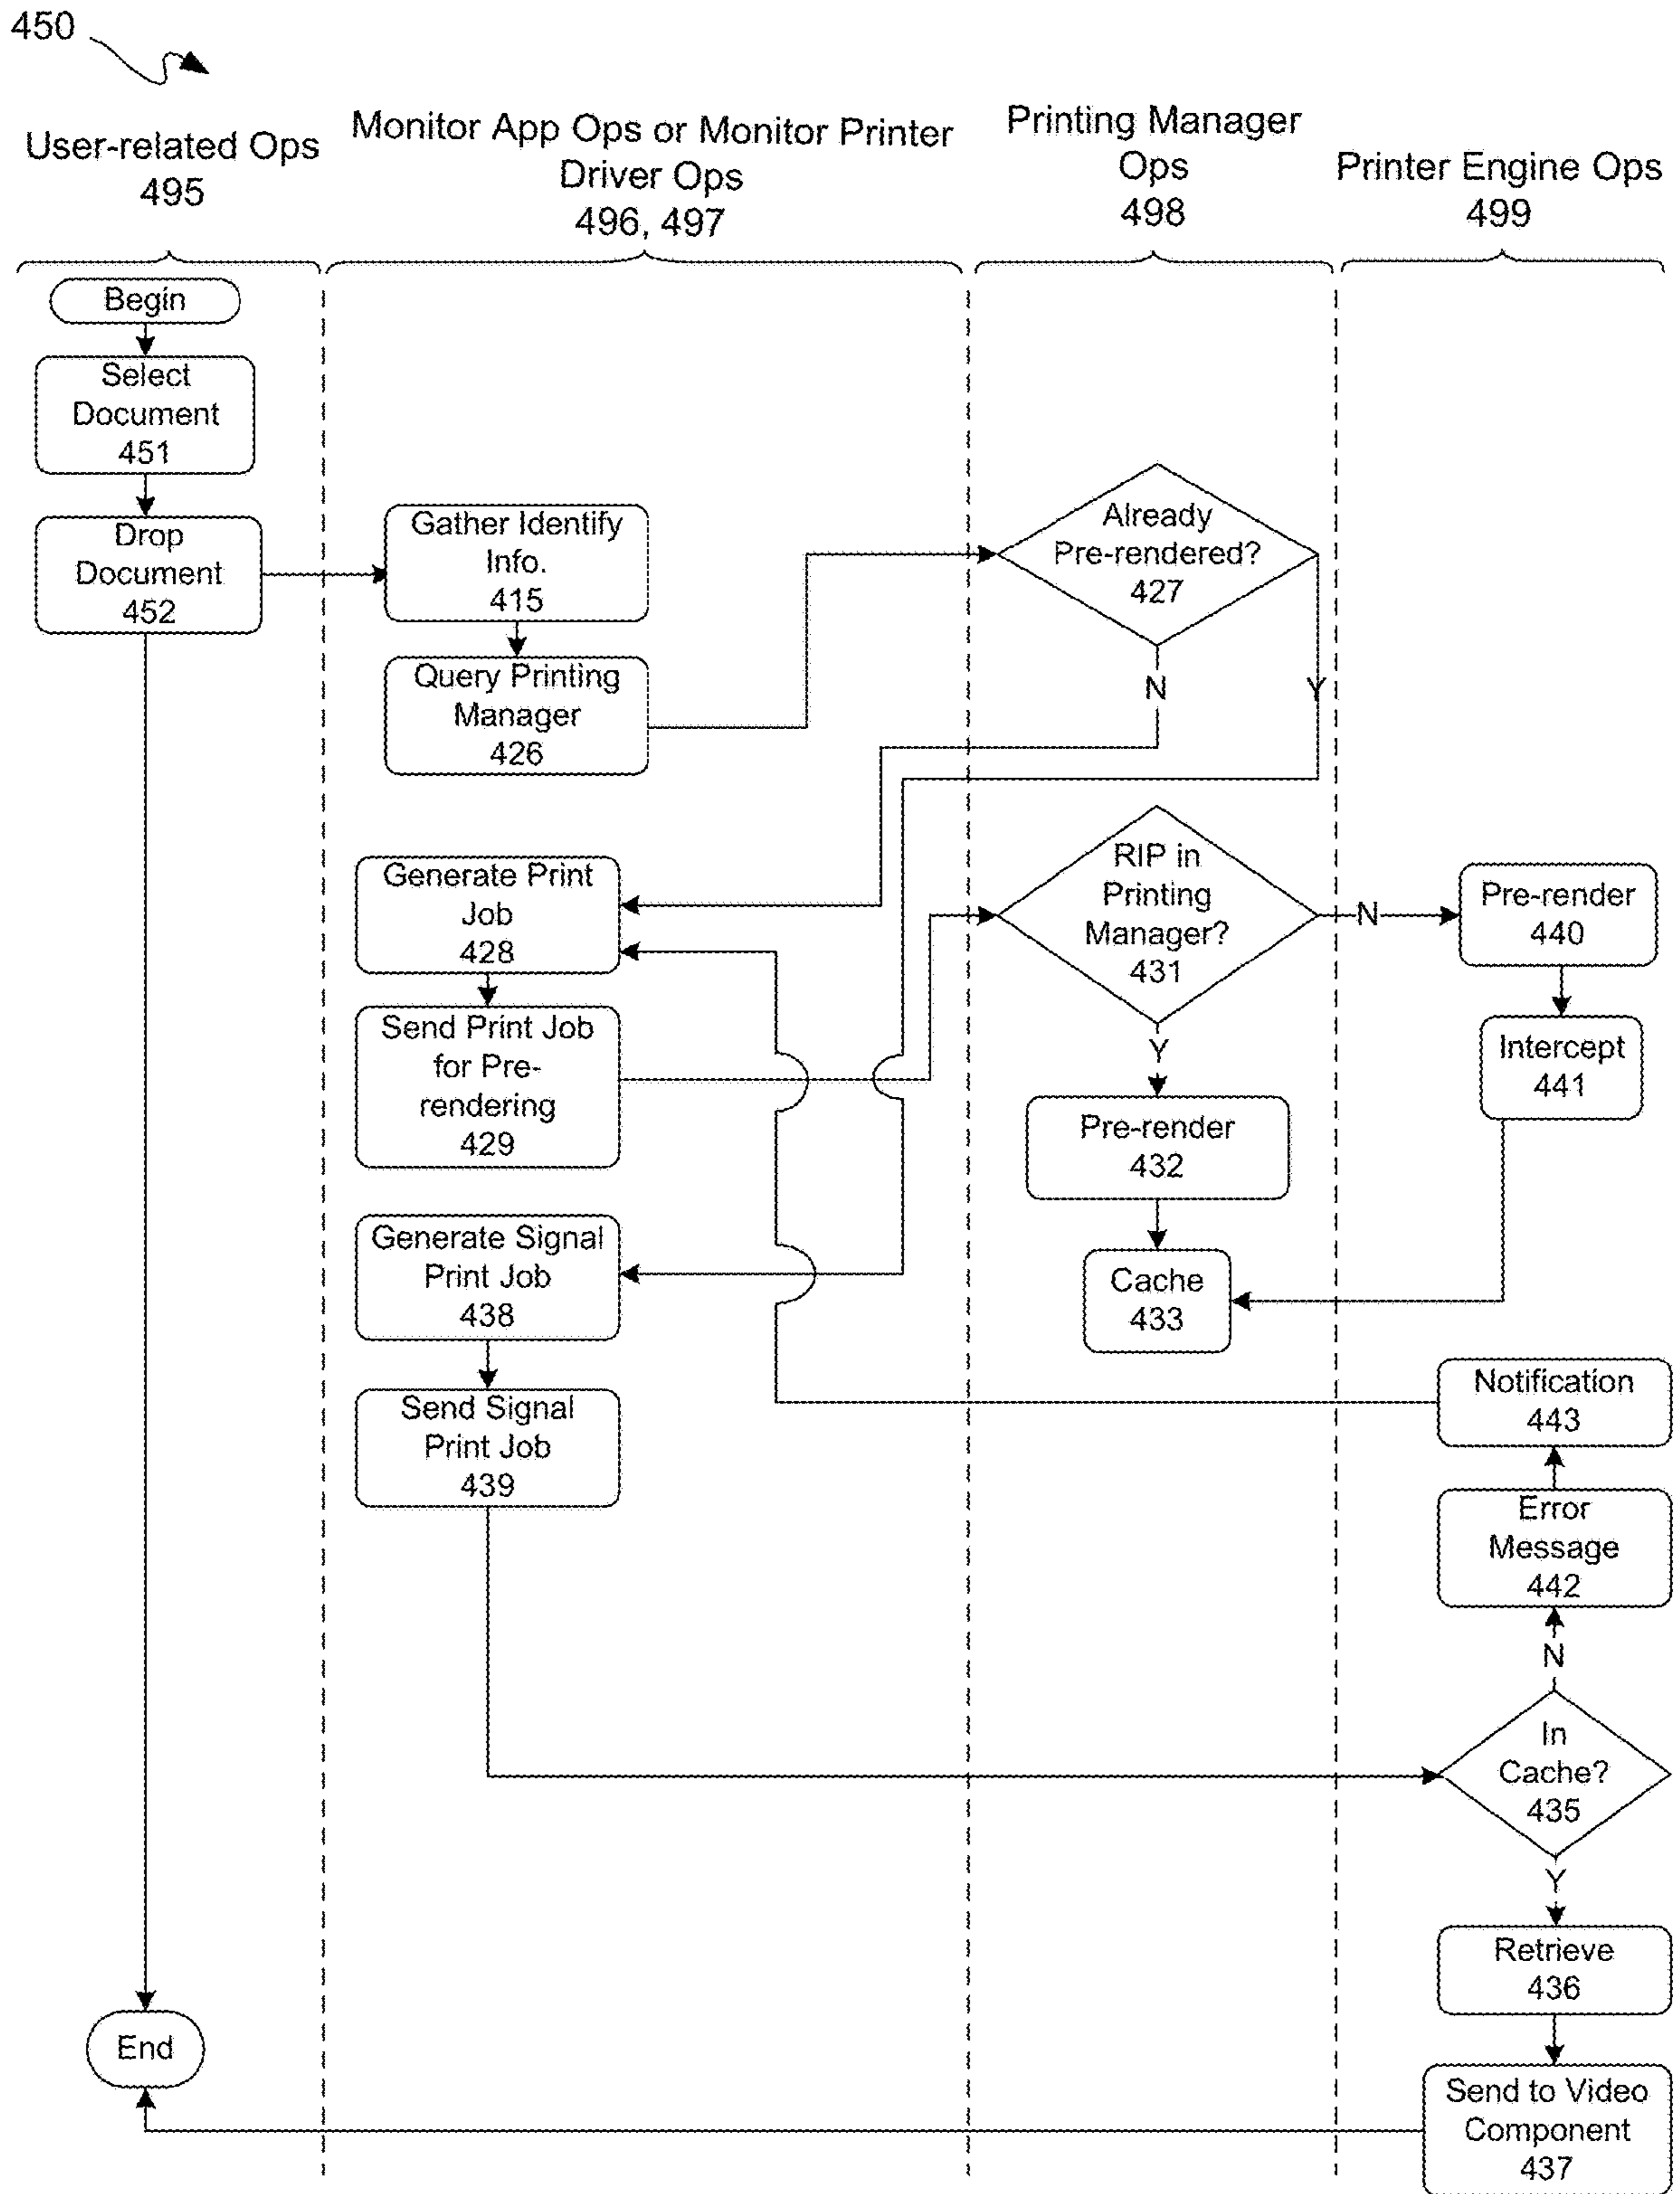 450
User-related Ops
495
Monitor App Ops or Monitor Printer
Driver Ops
496, 497
Printing Manager
Ops
498
Printer Engine Ops
499
Begin
Select
Document
451
Drop
Document
452
Gather Identify
Info.
415
Query Printing
Manager
426
Already
Pre-rendered?
427
N
Y
Generate Print
Job
428
RIP in
Printing
Manager?
431
N
Pre-render
440
Send Print Job
for Pre-
rendering
429
Y
Intercept
441
Pre-render
432
Generate Signal
Print Job
438
Cache
433
Send Signal
Print Job
439
Notification
443
Error
Message
442
N
In
Cache?
435
Y
Retrieve
436
End
Send to Video
Component
437